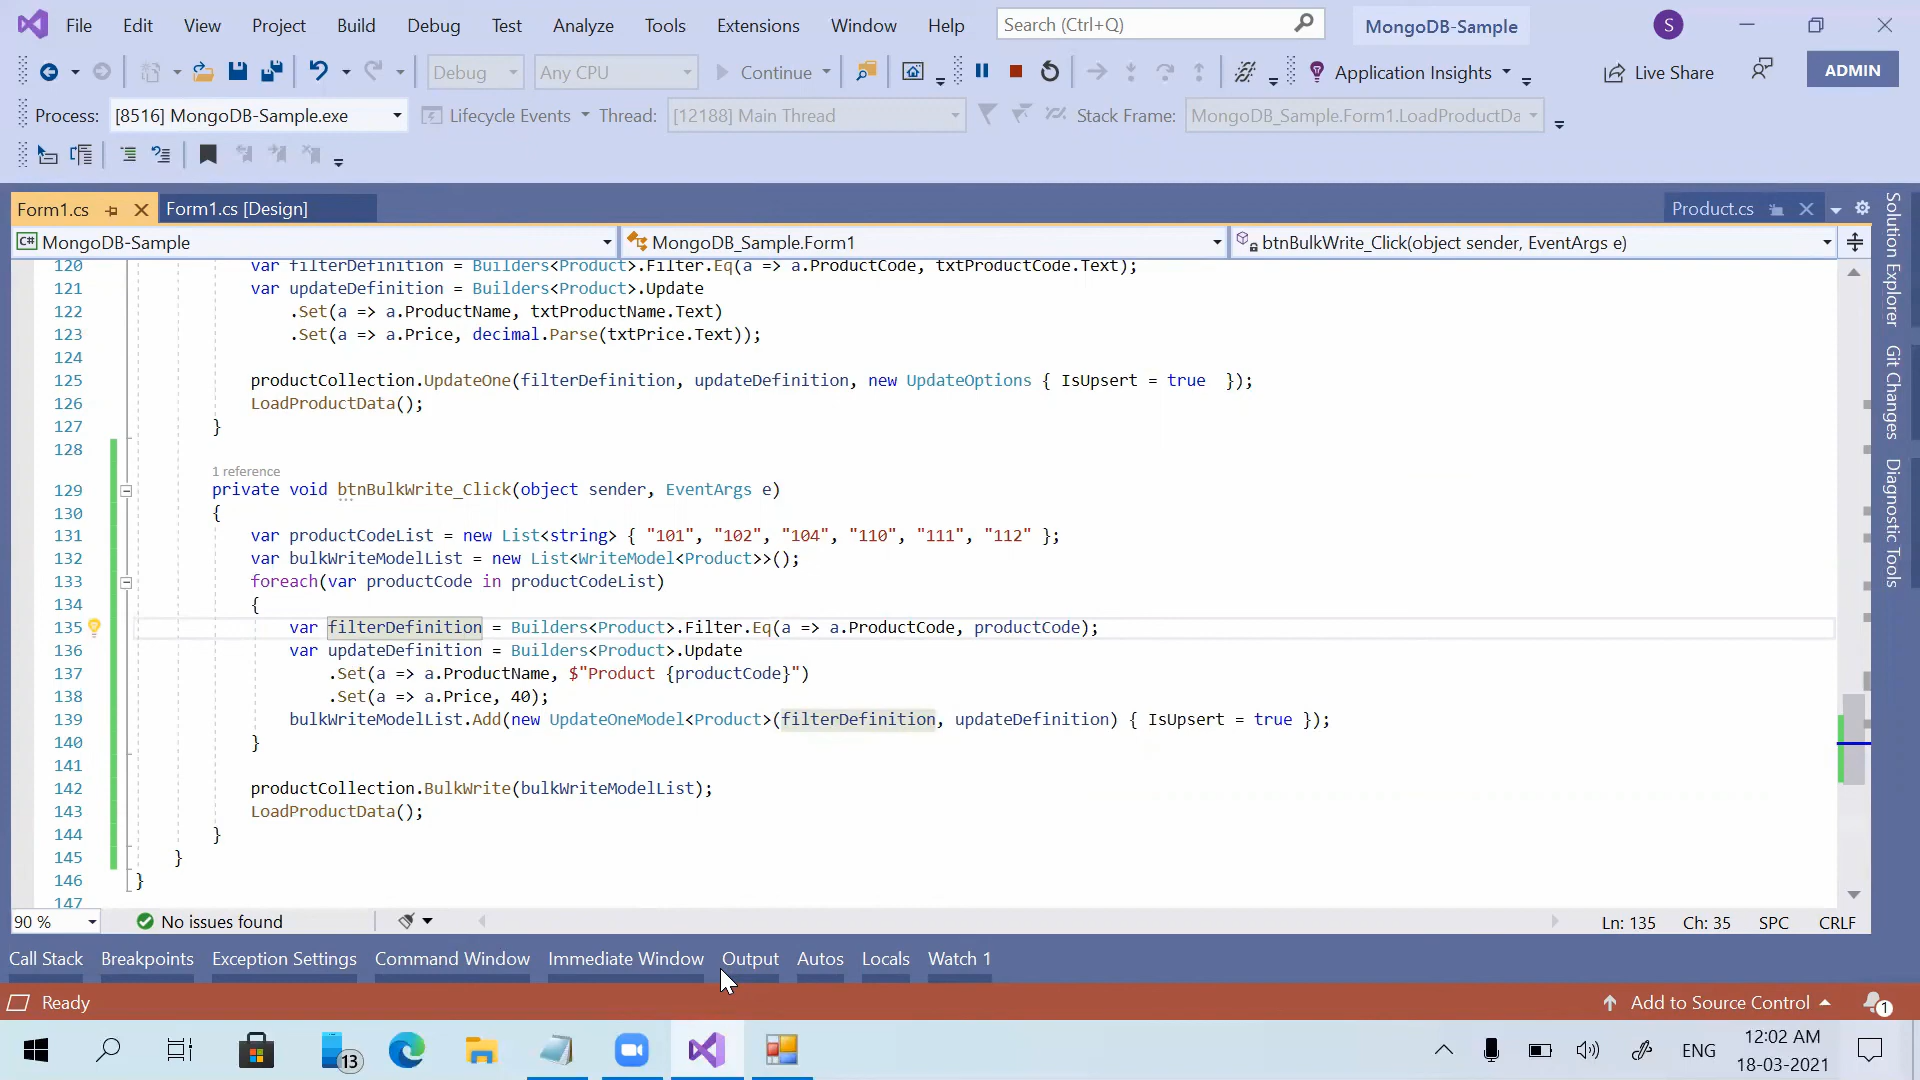 File Edit View Project Build Debug Test Analyze Tools Extensions Window Help Search (Ctrl+Q) MongoDB-Sample S
Debug Any CPU Continue Application Insights Live Share ADMIN
Process: [8516] MongoDB-Sample.exe Lifecycle Events Thread: [12188] Main Thread Stack Frame: MongoDB_Sample.Form1.LoadProductDa
Form1.cs Form1.cs [Design] Product.cs
C# MongoDB-Sample MongoDB_Sample.Form1 btnBulkWrite_Click(object sender, EventArgs e)
120 var filterDefinition = Builders<Product>.Filter.Eq(a => a.ProductCode, txtProductCode.Text);
121 var updateDefinition = Builders<Product>.Update
122 .Set(a => a.ProductName, txtProductName.Text)
123 .Set(a => a.Price, decimal.Parse(txtPrice.Text));
124
125 productCollection.UpdateOne(filterDefinition, updateDefinition, new UpdateOptions { IsUpsert = true });
126 LoadProductData();
127 }
128
1 reference
129 private void btnBulkWrite_Click(object sender, EventArgs e)
130 {
131 var productCodeList = new List<string> { "101", "102", "104", "110", "111", "112" };
132 var bulkWriteModelList = new List<WriteModel<Product>>();
133 foreach(var productCode in productCodeList)
134 {
135 var filterDefinition = Builders<Product>.Filter.Eq(a => a.ProductCode, productCode);
136 var updateDefinition = Builders<Product>.Update
137 .Set(a => a.ProductName, $"Product {productCode}")
138 .Set(a => a.Price, 40);
139 bulkWriteModelList.Add(new UpdateOneModel<Product>(filterDefinition, updateDefinition) { IsUpsert = true });
140 }
141
142 productCollection.BulkWrite(bulkWriteModelList);
143 LoadProductData();
144 }
145 }
146 }
147
Solution Explorer
Git Changes
Diagnostic Tools
90 % No issues found Ln: 135 Ch: 35 SPC CRLF
Call Stack Breakpoints Exception Settings Command Window Immediate Window Output Autos Locals Watch 1
Ready Add to Source Control 1
13 ENG 12:02 AM
18-03-2021